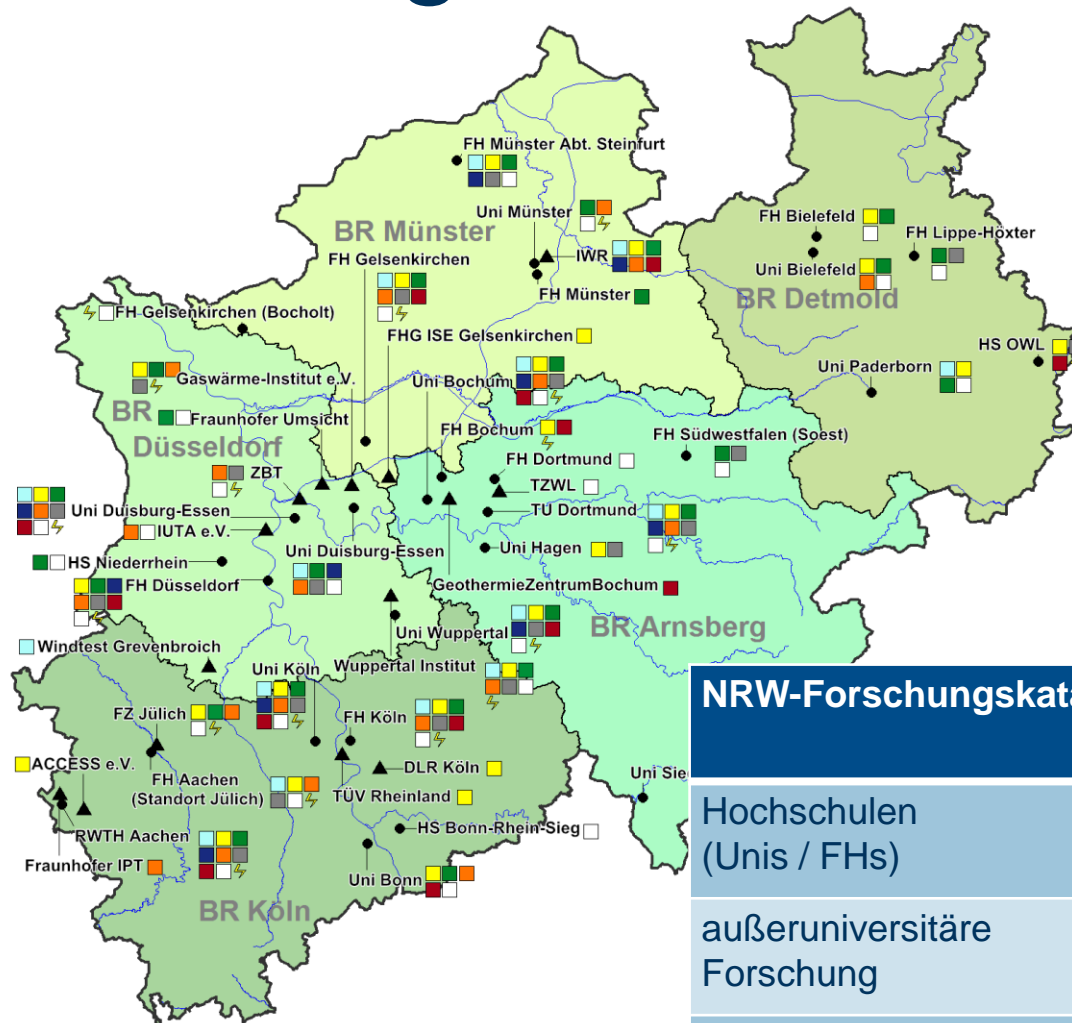 FH Münster Abt. Steinfurt
Uni Münster
BR Münster
FH Gelsenkirchen
IWR
FH Münster
FH Bielefeld
FH Lippe-Höxter
Uni Bielefeld
BR Detmold
FH Gelsenkirchen (Bocholt)
FHG ISE Gelsenkirchen
HS OWL
Uni Paderborn
Gaswärme-Institut e.V.
Uni Bochum
BR
Düsseldorf
Fraunhofer Umsicht
FH Bochum
FH Südwestfalen (Soest)
ZBT
FH Dortmund
TZWL
Uni Duisburg-Essen
TU Dortmund
IUTA e.V.
Uni Duisburg-Essen
Uni Hagen
HS Niederrhein
FH Düsseldorf
GeothermieZentrumBochum
Uni Wuppertal
BR Arnsberg
Windtest Grevenbroich
Wuppertal Institut
Uni Köln
FZ Jülich
FH Köln
ACCESS e.V.
FH Aachen
(Standort Jülich)
DLR Köln
TÜV Rheinland
RWTH Aachen
HS Bonn-Rhein-Sieg
Fraunhofer IPT
Uni Bonn
BR Köln
Uni Sieg
NRW-Forschungskata
Hochschulen
(Unis / FHs)
außeruniversitäre
Forschung